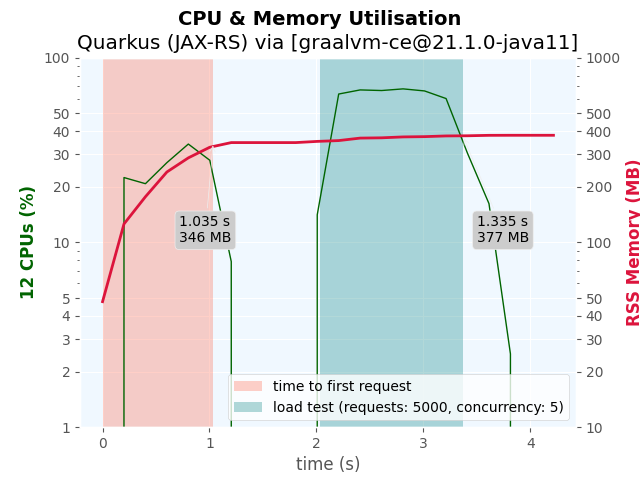 CPU & Memory Utilisation
Quarkus (JAX-RS) via [graalvm-ce@21.1.0-java11]
100
50
40
30
20
10
5
4
3
2
1
12 CPUs (%)
1000
500
400
300
200
100
50
40
30
20
10
RSS Memory (MB)
1.035 s
346 MB
1.335 s
377 MB
time to first request
load test (requests: 5000, concurrency: 5)
0 1 2 3 4
time (s)